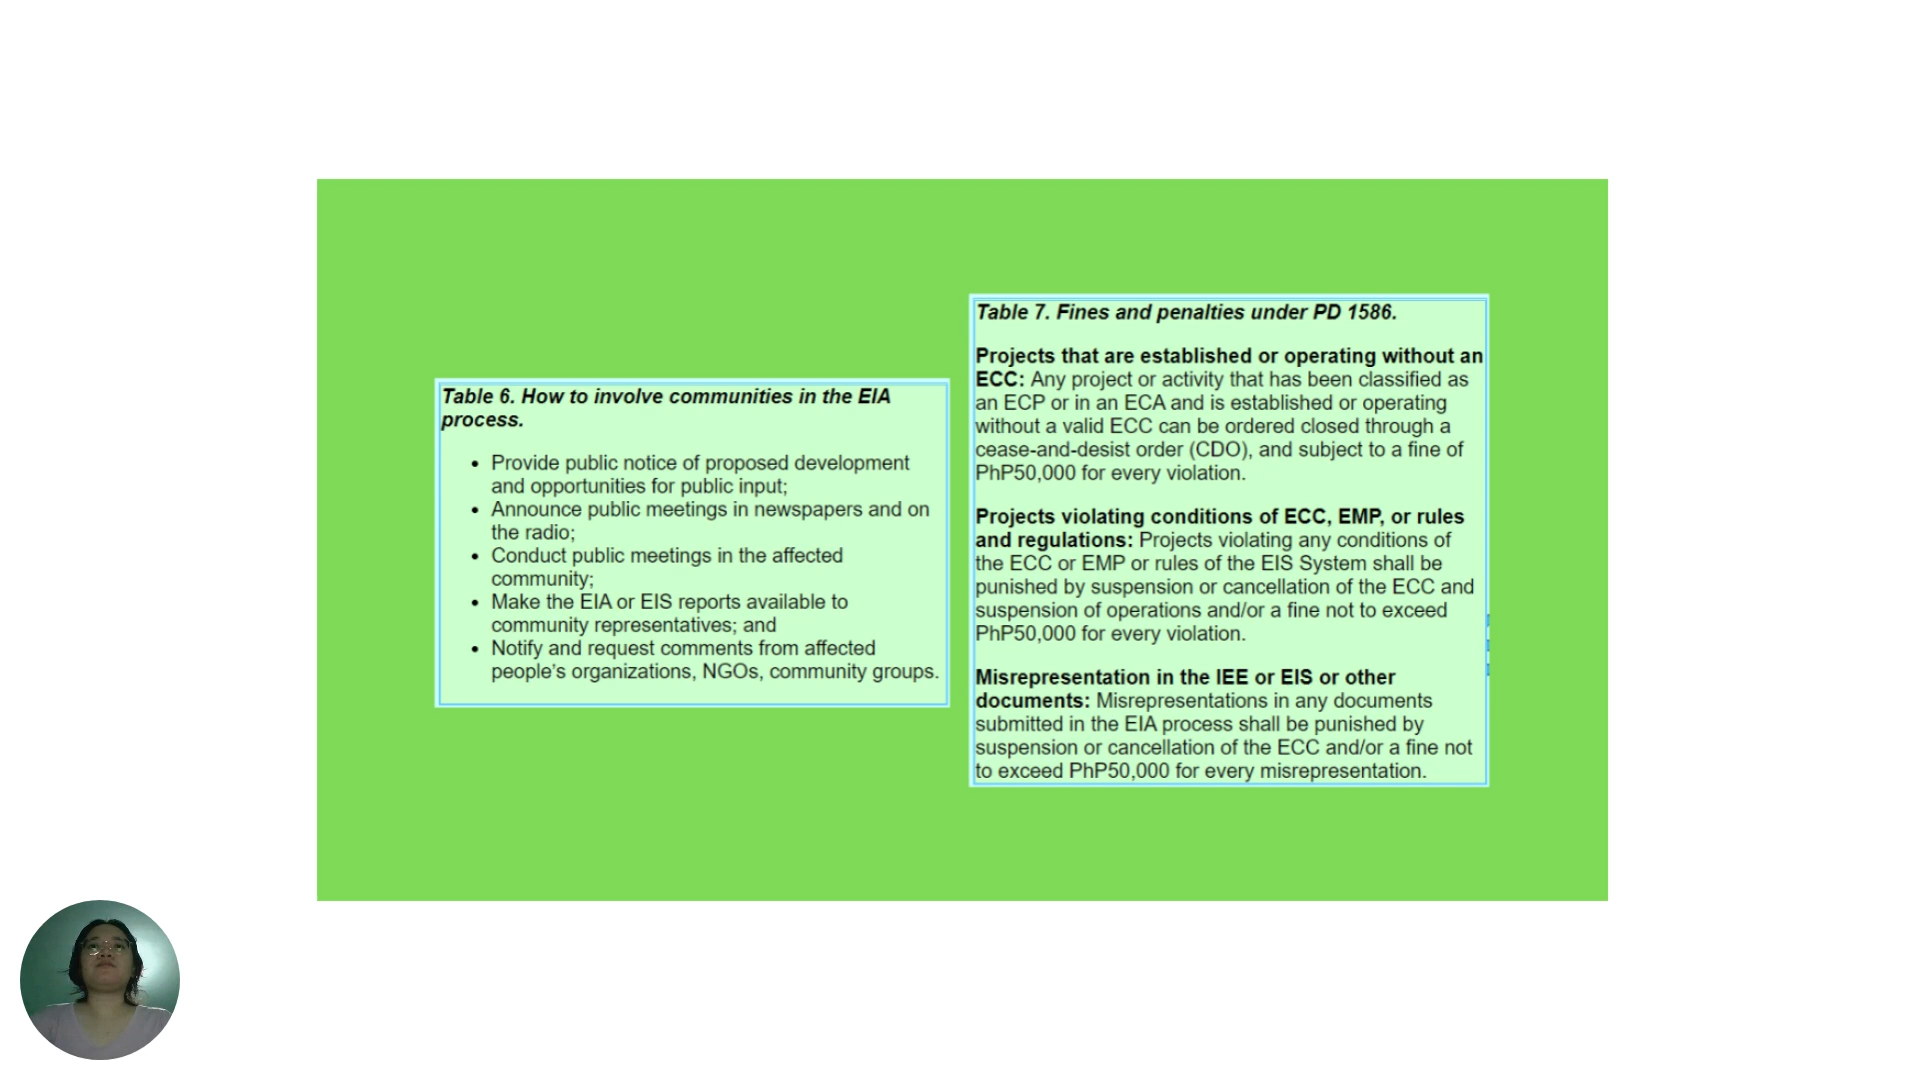 Table 6. How to involve communities in the EIA
process.
• Provide public notice of proposed development
and opportunities for public input;
• Announce public meetings in newspapers and on
the radio;
• Conduct public meetings in the affected
community;
• Make the EIA or EIS reports available to
community representatives; and
• Notify and request comments from affected
people's organizations, NGOs, community groups.
Table 7. Fines and penalties under PD 1586.
Projects that are established or operating without an
ECC: Any project or activity that has been classified as
an ECP or in an ECA and is established or operating
without a valid ECC can be ordered closed through a
cease-and-desist order (CDO), and subject to a fine of
PhP50,000 for every violation.
Projects violating conditions of ECC, EMP, or rules
and regulations: Projects violating any conditions of
the ECC or EMP or rules of the EIS System shall be
punished by suspension or cancellation of the ECC and
suspension of operations and/or a fine not to exceed
PhP50,000 for every violation.
Misrepresentation in the IEE or EIS or other
documents: Misrepresentations in any documents
submitted in the EIA process shall be punished by
suspension or cancellation of the ECC and/or a fine not
to exceed PhP50,000 for every misrepresentation.